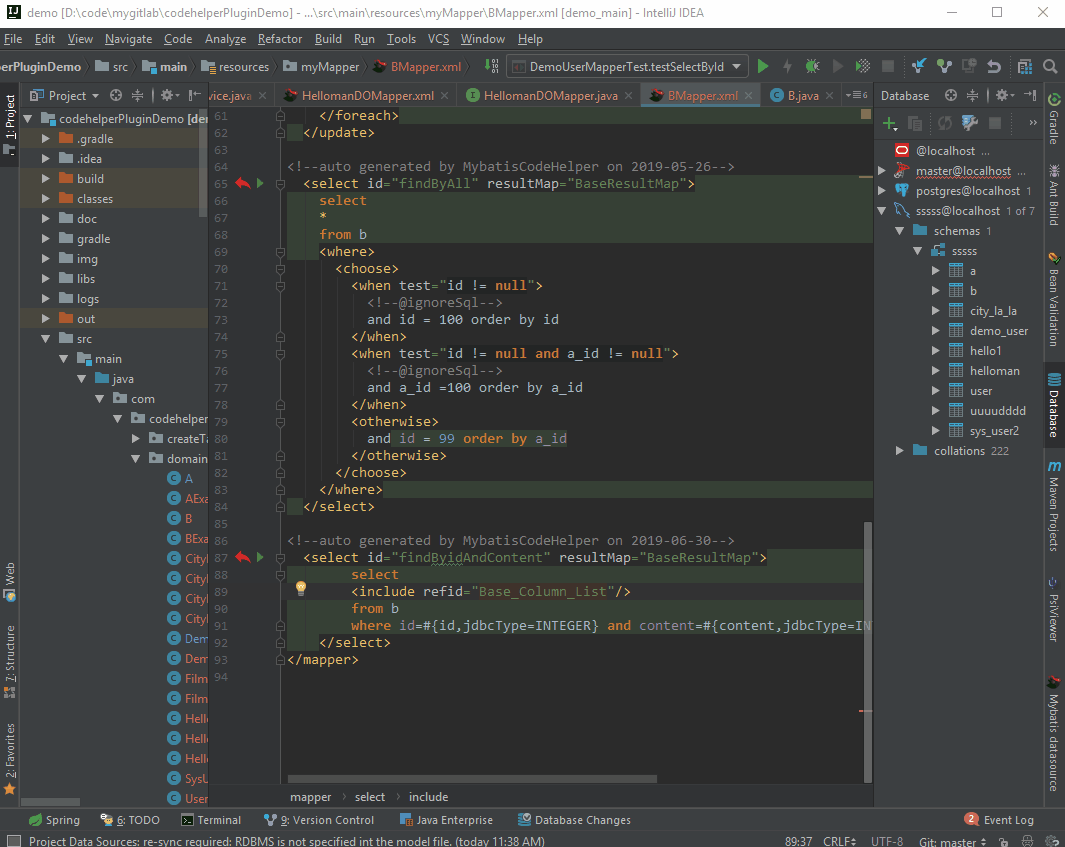 demo [D:\code\mygitlab\codehelperPluginDemo] - ...\src\main\resources\myMapper\BMapper.xml [demo_main] - IntelliJ IDEA
File Edit View Navigate Code Analyze Refactor Build Run Tools VCS Window Help
erPluginDemo src main resources myMapper BMapper.xml DemoUserMapperTest.testSelectById
Project vice.java HellomanDOMapper.xml HellomanDOMapper.java BMapper.xml B.java 6 Database
1: Project
codehelperPluginDemo [dem
.gradle
.idea
build
classes
doc
gradle
img
libs
logs
out
src
main
java
com
codehelper
createTa
domain
A
AExa
B
BExa
CityI
CityI
CityI
CityI
Dem
Dem
Film
Film
Hell
Hell
Hell
SysU
User
Web
7: Structure
2: Favorites
61 </foreach>
62 </update>
63
64 <!--auto generated by MybatisCodeHelper on 2019-05-26-->
65 <select id="findByAll" resultMap="BaseResultMap">
66 select
67 *
68 from b
69 <where>
70 <choose>
71 <when test="id != null">
72 <!--@ignoreSql-->
73 and id = 100 order by id
74 </when>
75 <when test="id != null and a_id != null">
76 <!--@ignoreSql-->
77 and a_id =100 order by a_id
78 </when>
79 <otherwise>
80 and id = 99 order by a_id
81 </otherwise>
82 </choose>
83 </where>
84 </select>
85
86 <!--auto generated by MybatisCodeHelper on 2019-06-30-->
87 <select id="findByidAndContent" resultMap="BaseResultMap">
88 select
89 <include refid="Base_Column_List"/>
90 from b
91 where id=#{id,jdbcType=INTEGER} and content=#{content,jdbcType=IN
92 </select>
93 </mapper>
94
mapper › select › include
@localhost ...
master@localhost ...
postgres@localhost 1
sssss@localhost 1 of 7
schemas 1
sssss
a
b
city_la_la
demo_user
hello1
helloman
user
uuuudddd
sys_user2
collations 222
Gradle
Ant Build
Bean Validation
Database
Maven Projects
PsiViewer
Mybatis datasource
Spring 6: TODO Terminal 9: Version Control Java Enterprise Database Changes 2 Event Log
Project Data Sources: re-sync required: RDBMS is not specified int the model file. (today 11:38 AM) 89:37 CRLF UTF-8 Git: master